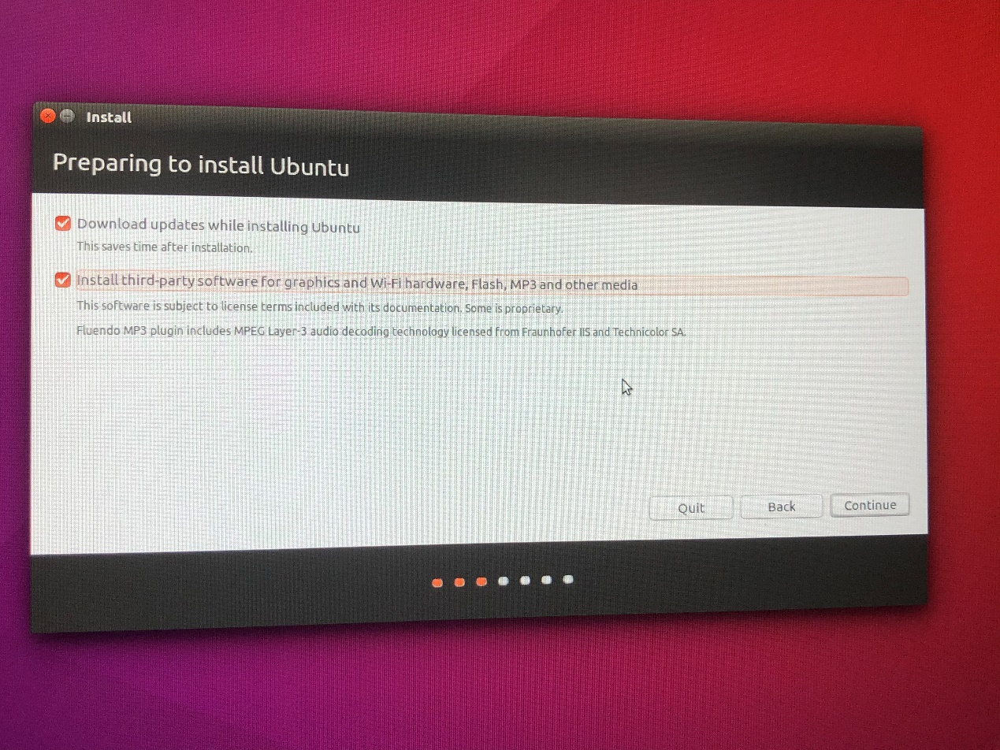 Install
Preparing to install Ubuntu
Download updates while installing Ubuntu
This saves time after installation.
Install third-party software for graphics and Wi-Fi hardware, Flash, MP3 and other media
This software is subject to license terms included with its documentation. Some is proprietary.
Fluendo MP3 plugin includes MPEG Layer-3 audio decoding technology licensed from Fraunhofer IIS and Technicolor SA.
Quit Back Continue